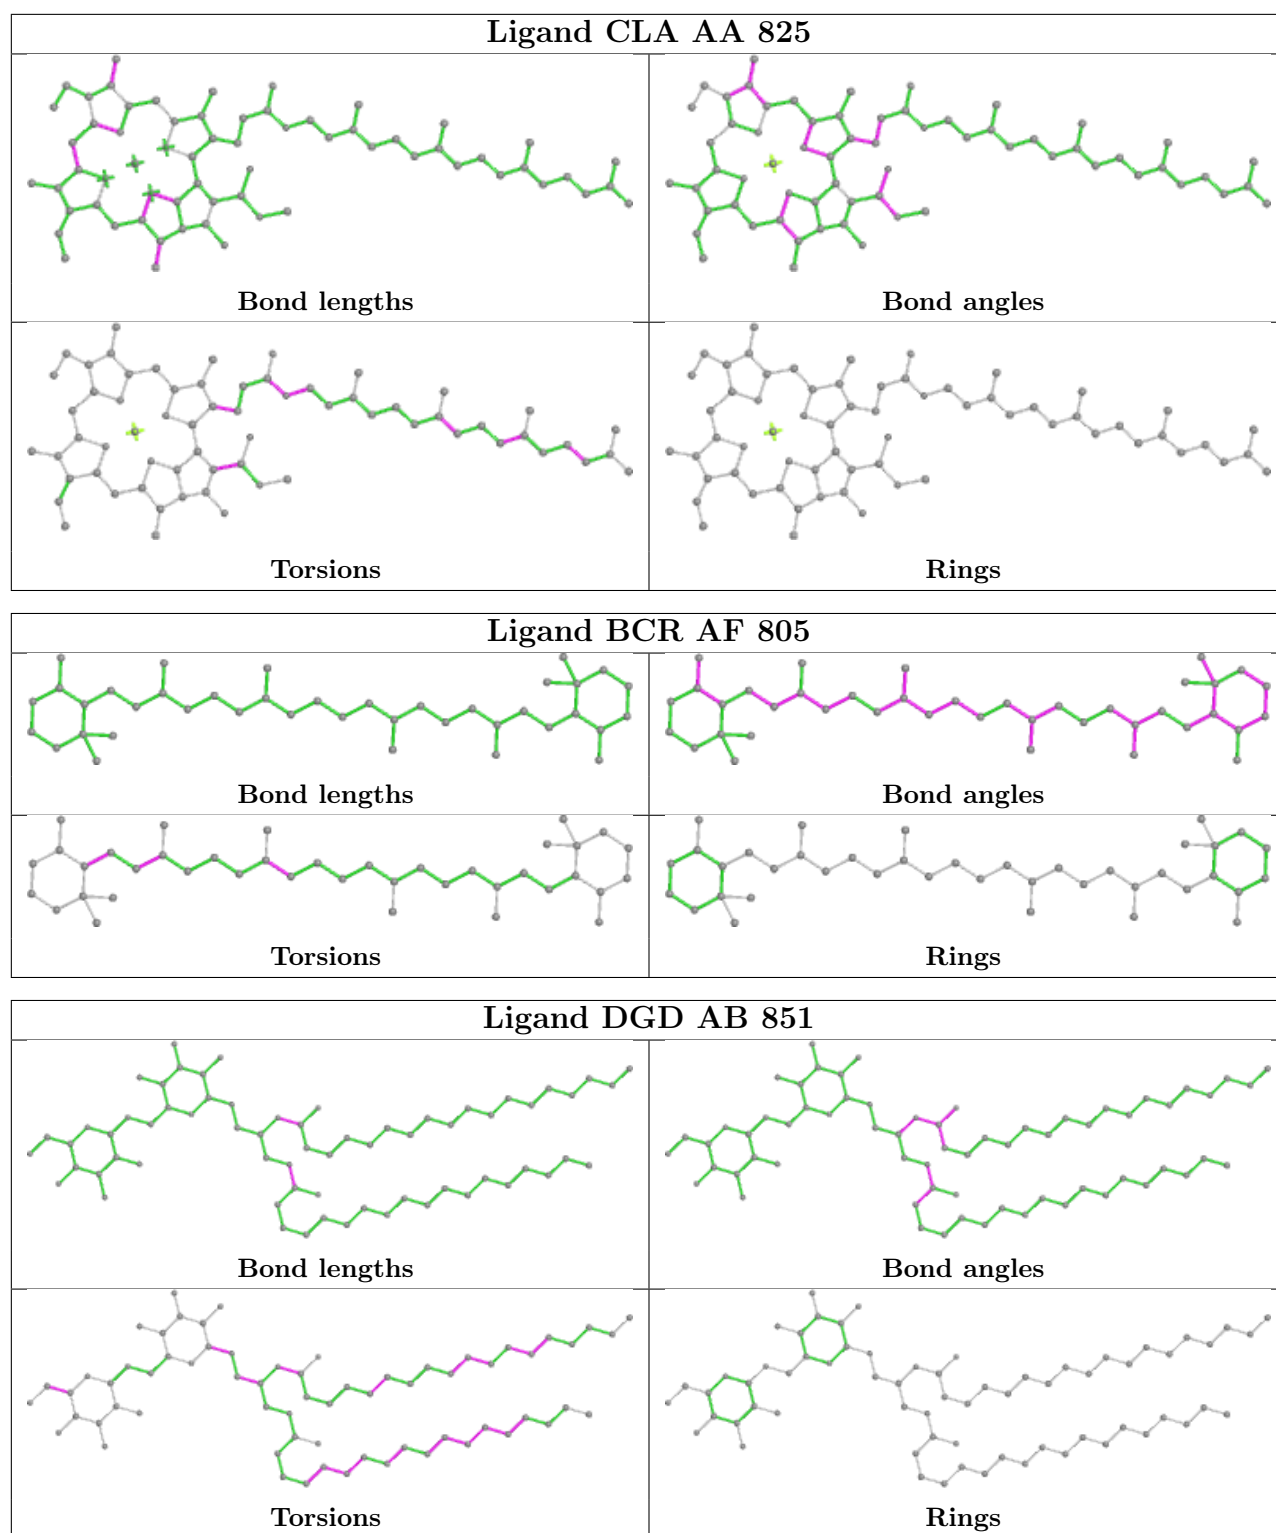 Ligand CLA AA 825
Bond lengths
Bond angles
Torsions
Rings
Ligand BCR AF 805
Bond lengths
Bond angles
Torsions
Rings
Ligand DGD AB 851
Bond lengths
Bond angles
Torsions
Rings